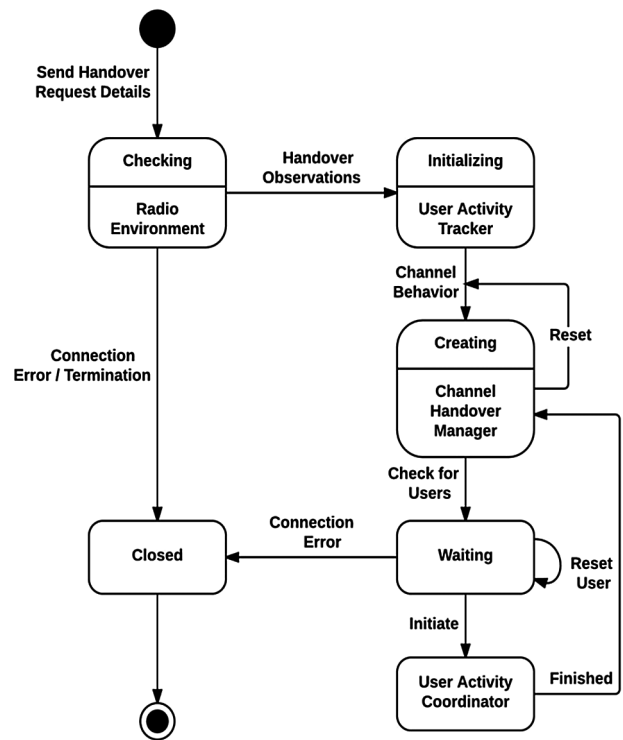 Send Handover
Request Details
Checking
Radio
Environment
Handover
Observations
Initializing
User Activity
Tracker
Channel
Behavior
Reset
Creating
Channel
Handover
Manager
Connection
Error / Termination
Check for
Users
Closed
Connection
Error
Waiting
Reset
User
Initiate
User Activity
Coordinator
Finished